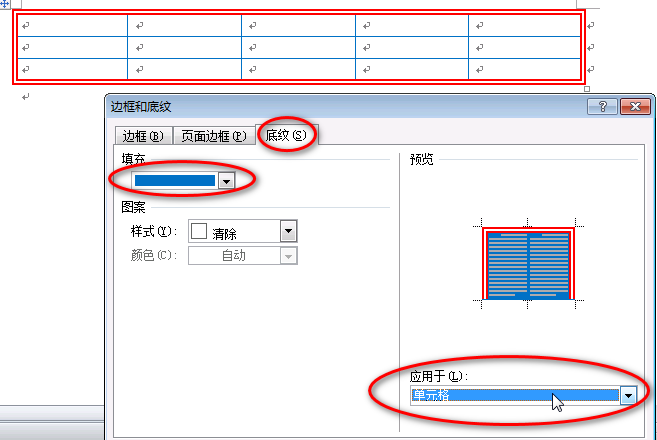 边框和底纹
边框(B)
页面边框(P)
底纹(S)
填充
预览
图案
样式(Y):
清除
颜色(C):
自动
应用于(L):
单元格